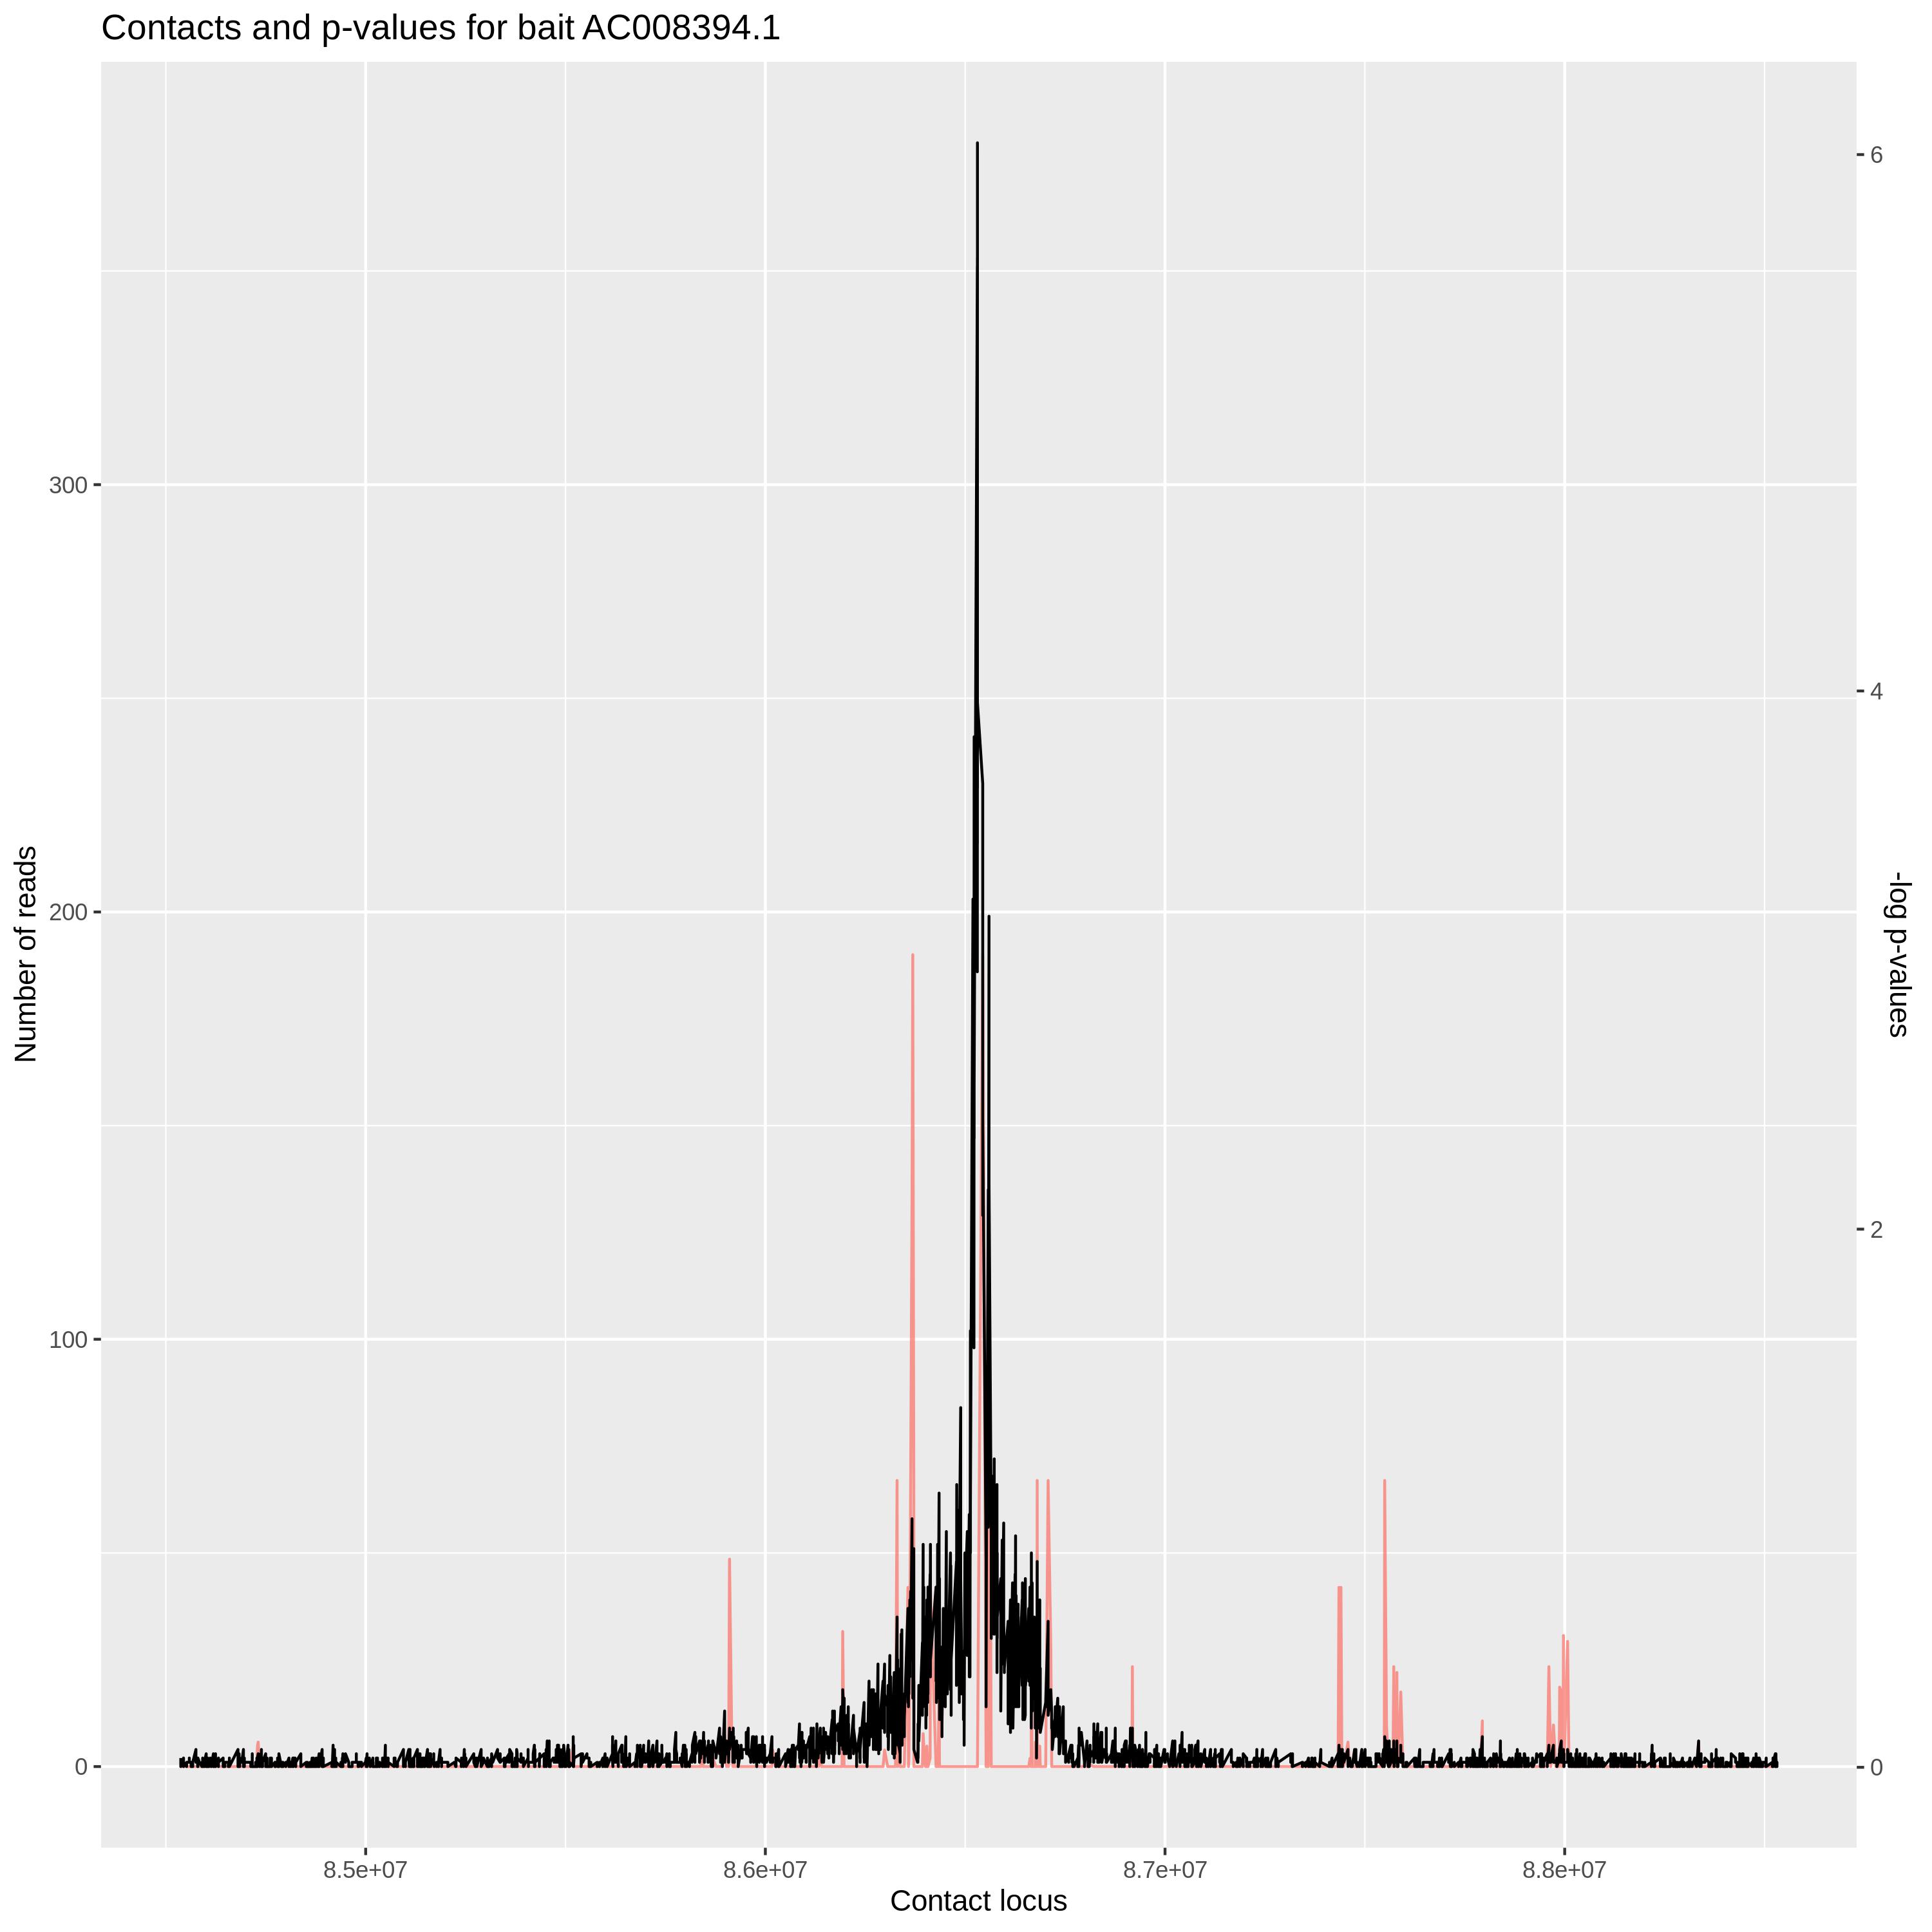 Contacts and p-values for bait AC008394.1
Number of reads
300
200
100
0
6
4
2
0
-log p-values
8.5e+07
8.6e+07
8.7e+07
8.8e+07
Contact locus